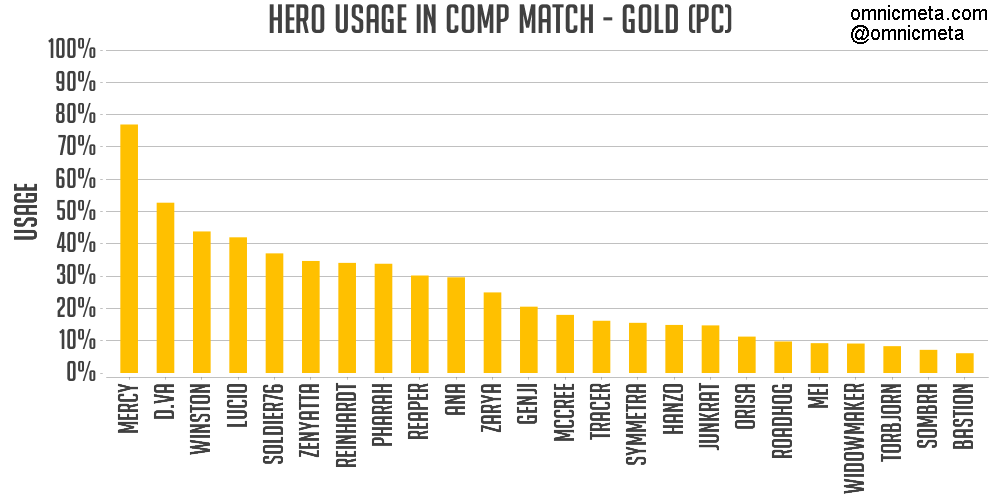 HERO USAGE IN COMP MATCH - GOLD (PC)
omnicmeta.com
@omnicmeta
100%
90%
80%
70%
60%
50%
40%
30%
20%
10%
0%
USAGE
MERCY
D.VA
WINSTON
LUCIO
SOLDIER76
ZENYATTA
REINHARDT
PHARAH
REAPER
ANA
ZARYA
GENJI
MCCREE
TRACER
SYMMETRA
HANZO
JUNKRAT
ORISA
ROADHOG
MEI
WIDOWMAKER
TORBJORN
SOMBRA
BASTION